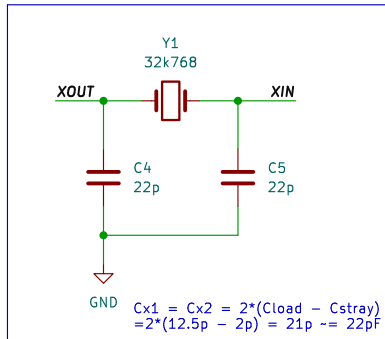 Y1
32k768
XOUT
XIN
C4
22p
C5
22p
GND
Cx1 = Cx2 = 2*(Cload - Cstray)
=2*(12.5p - 2p) = 21p ~= 22pF